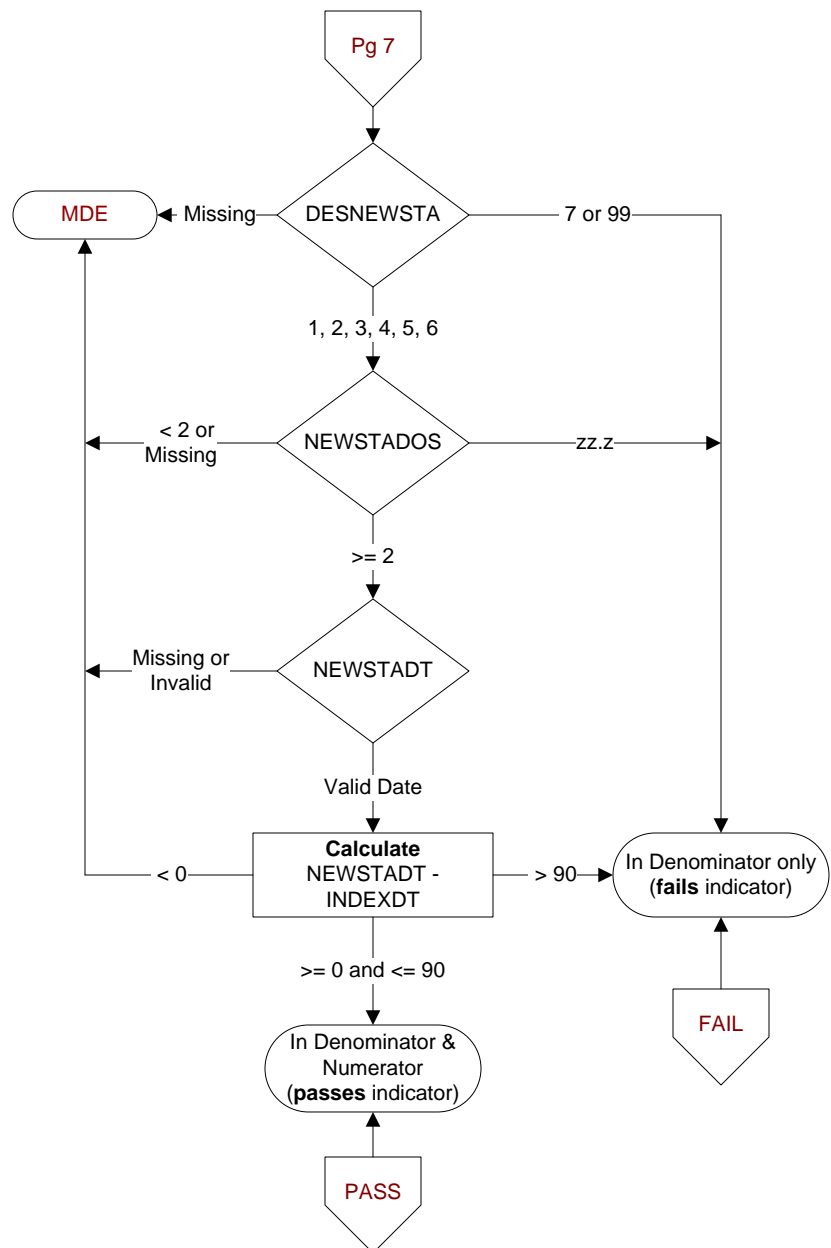 Pg 7
MDE
Missing
DESNEWSTA
7 or 99
1, 2, 3, 4, 5, 6
< 2 or
Missing
NEWSTADOS
zz.z
>= 2
Missing or
Invalid
NEWSTADT
Valid Date
< 0
Calculate
NEWSTADT -
INDEXDT
> 90
In Denominator only
(fails indicator)
>= 0 and <= 90
FAIL
In Denominator &
Numerator
(passes indicator)
PASS